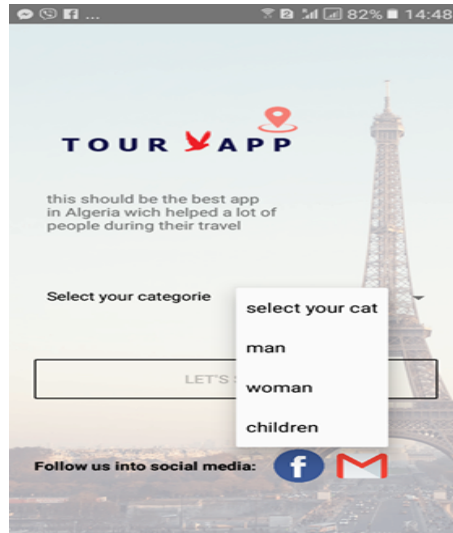 82% 14:48
TOUR APP
this should be the best app
in Algeria wich helped a lot of
people during their travel
Select your categorie
select your cat
man
woman
children
LET'S
Follow us into social media: